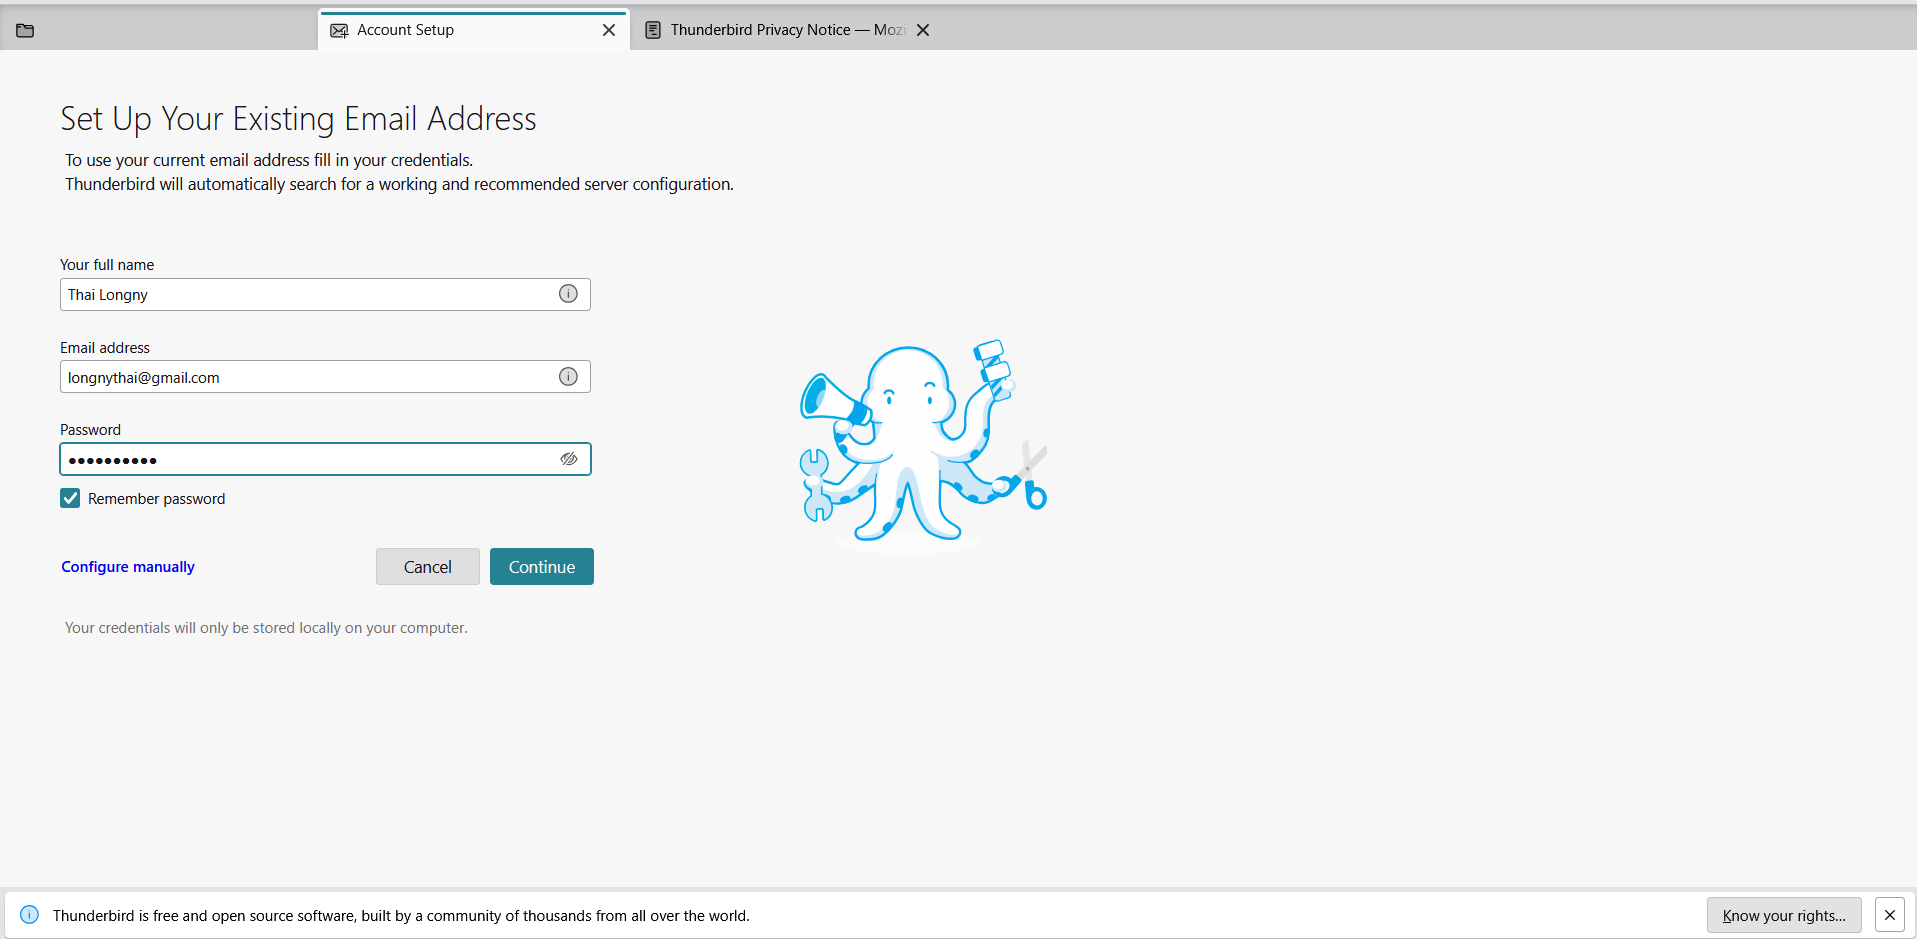 Account Setup
Thunderbird Privacy Notice — Mozi
Set Up Your Existing Email Address
To use your current email address fill in your credentials.
Thunderbird will automatically search for a working and recommended server configuration.
Your full name
Thai Longny
Email address
longnythai@gmail.com
Password
••••••••••
Remember password
Configure manually
Cancel
Continue
Your credentials will only be stored locally on your computer.
Thunderbird is free and open source software, built by a community of thousands from all over the world.
Know your rights...